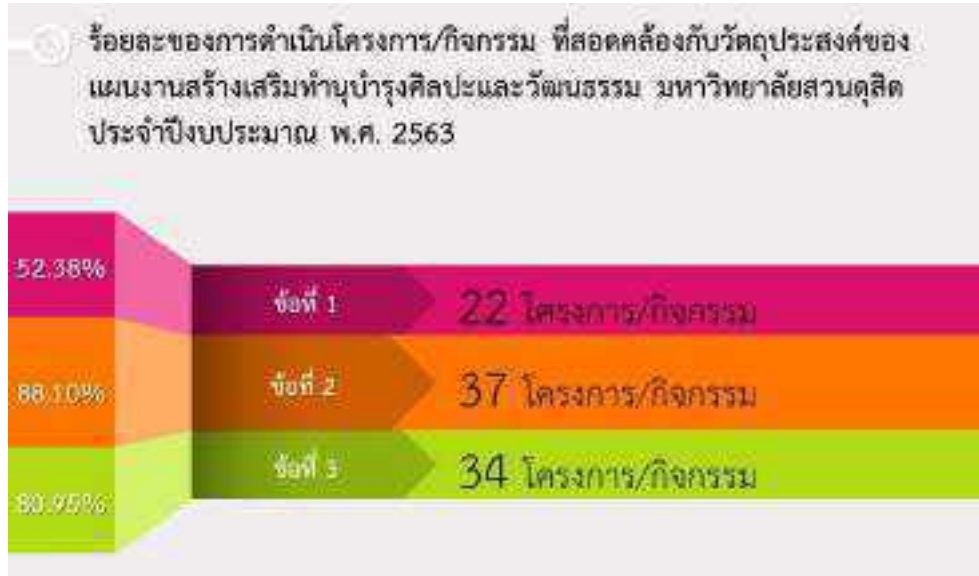 ร้อยละของการดำเนินโครงการ/กิจกรรม ที่สอดคล้องกับวัตถุประสงค์ของ
แผนงานสร้างเสริมทำนุบำรุงศิลปะและวัฒนธรรม มหาวิทยาลัยสวนดุสิต
ประจำปีงบประมาณ พ.ศ. 2563
52.38%
ข้อที่ 1
22 โครงการ/กิจกรรม
88.10%
ข้อที่ 2
37 โครงการ/กิจกรรม
80.95%
ข้อที่ 3
34 โครงการ/กิจกรรม